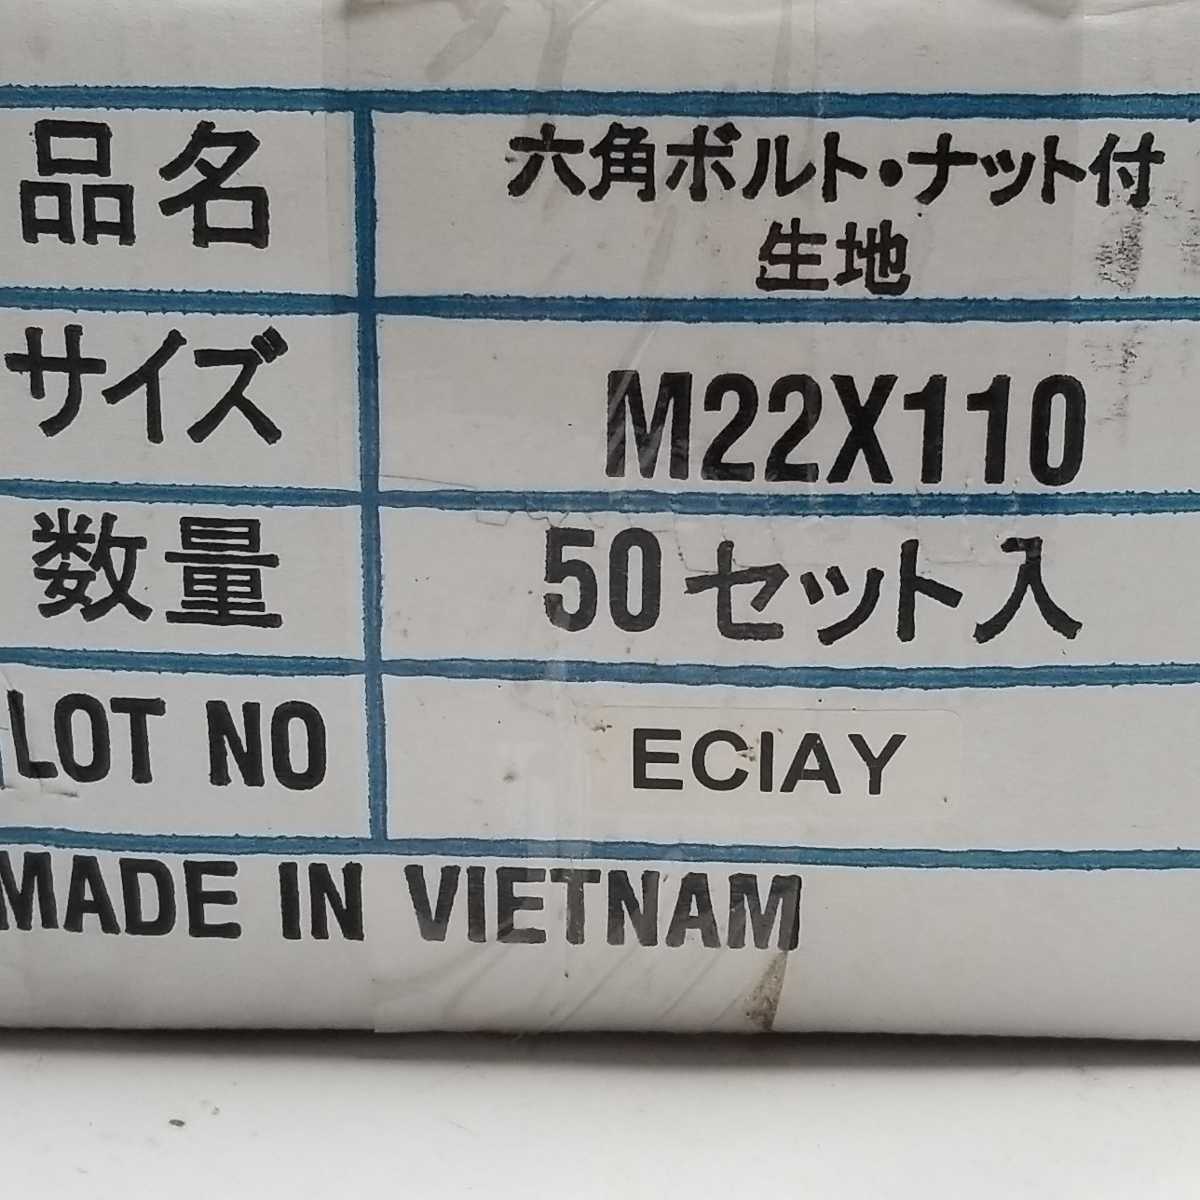 品名 六角ボルト・ナット付
生地
サイズ M22X110
数量 50セット入
LOT NO ECIAY
MADE IN VIETNAM